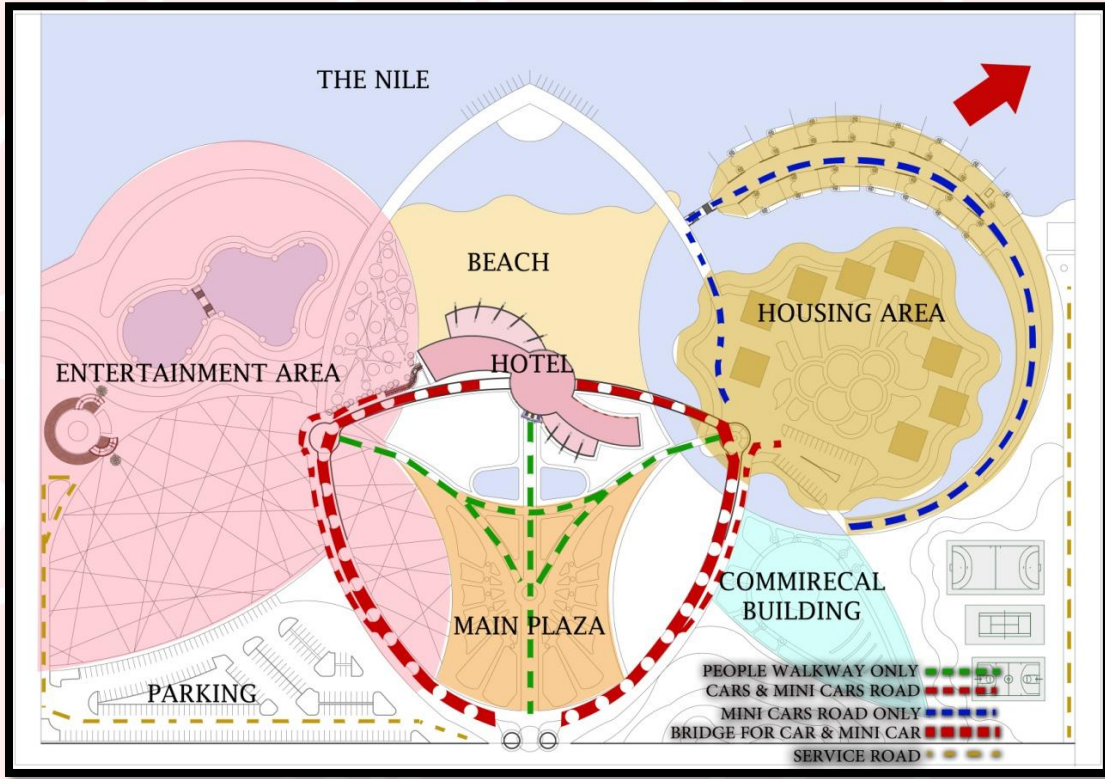 THE NILE
BEACH
HOUSING AREA
HOTEL
ENTERTAINMENT AREA
COMMIRECAL
BUILDING
MAIN PLAZA
PARKING
PEOPLE WALKWAY ONLY
CARS & MINI CARS ROAD
MINI CARS ROAD ONLY
BRIDGE FOR CAR & MINI CAR
SERVICE ROAD